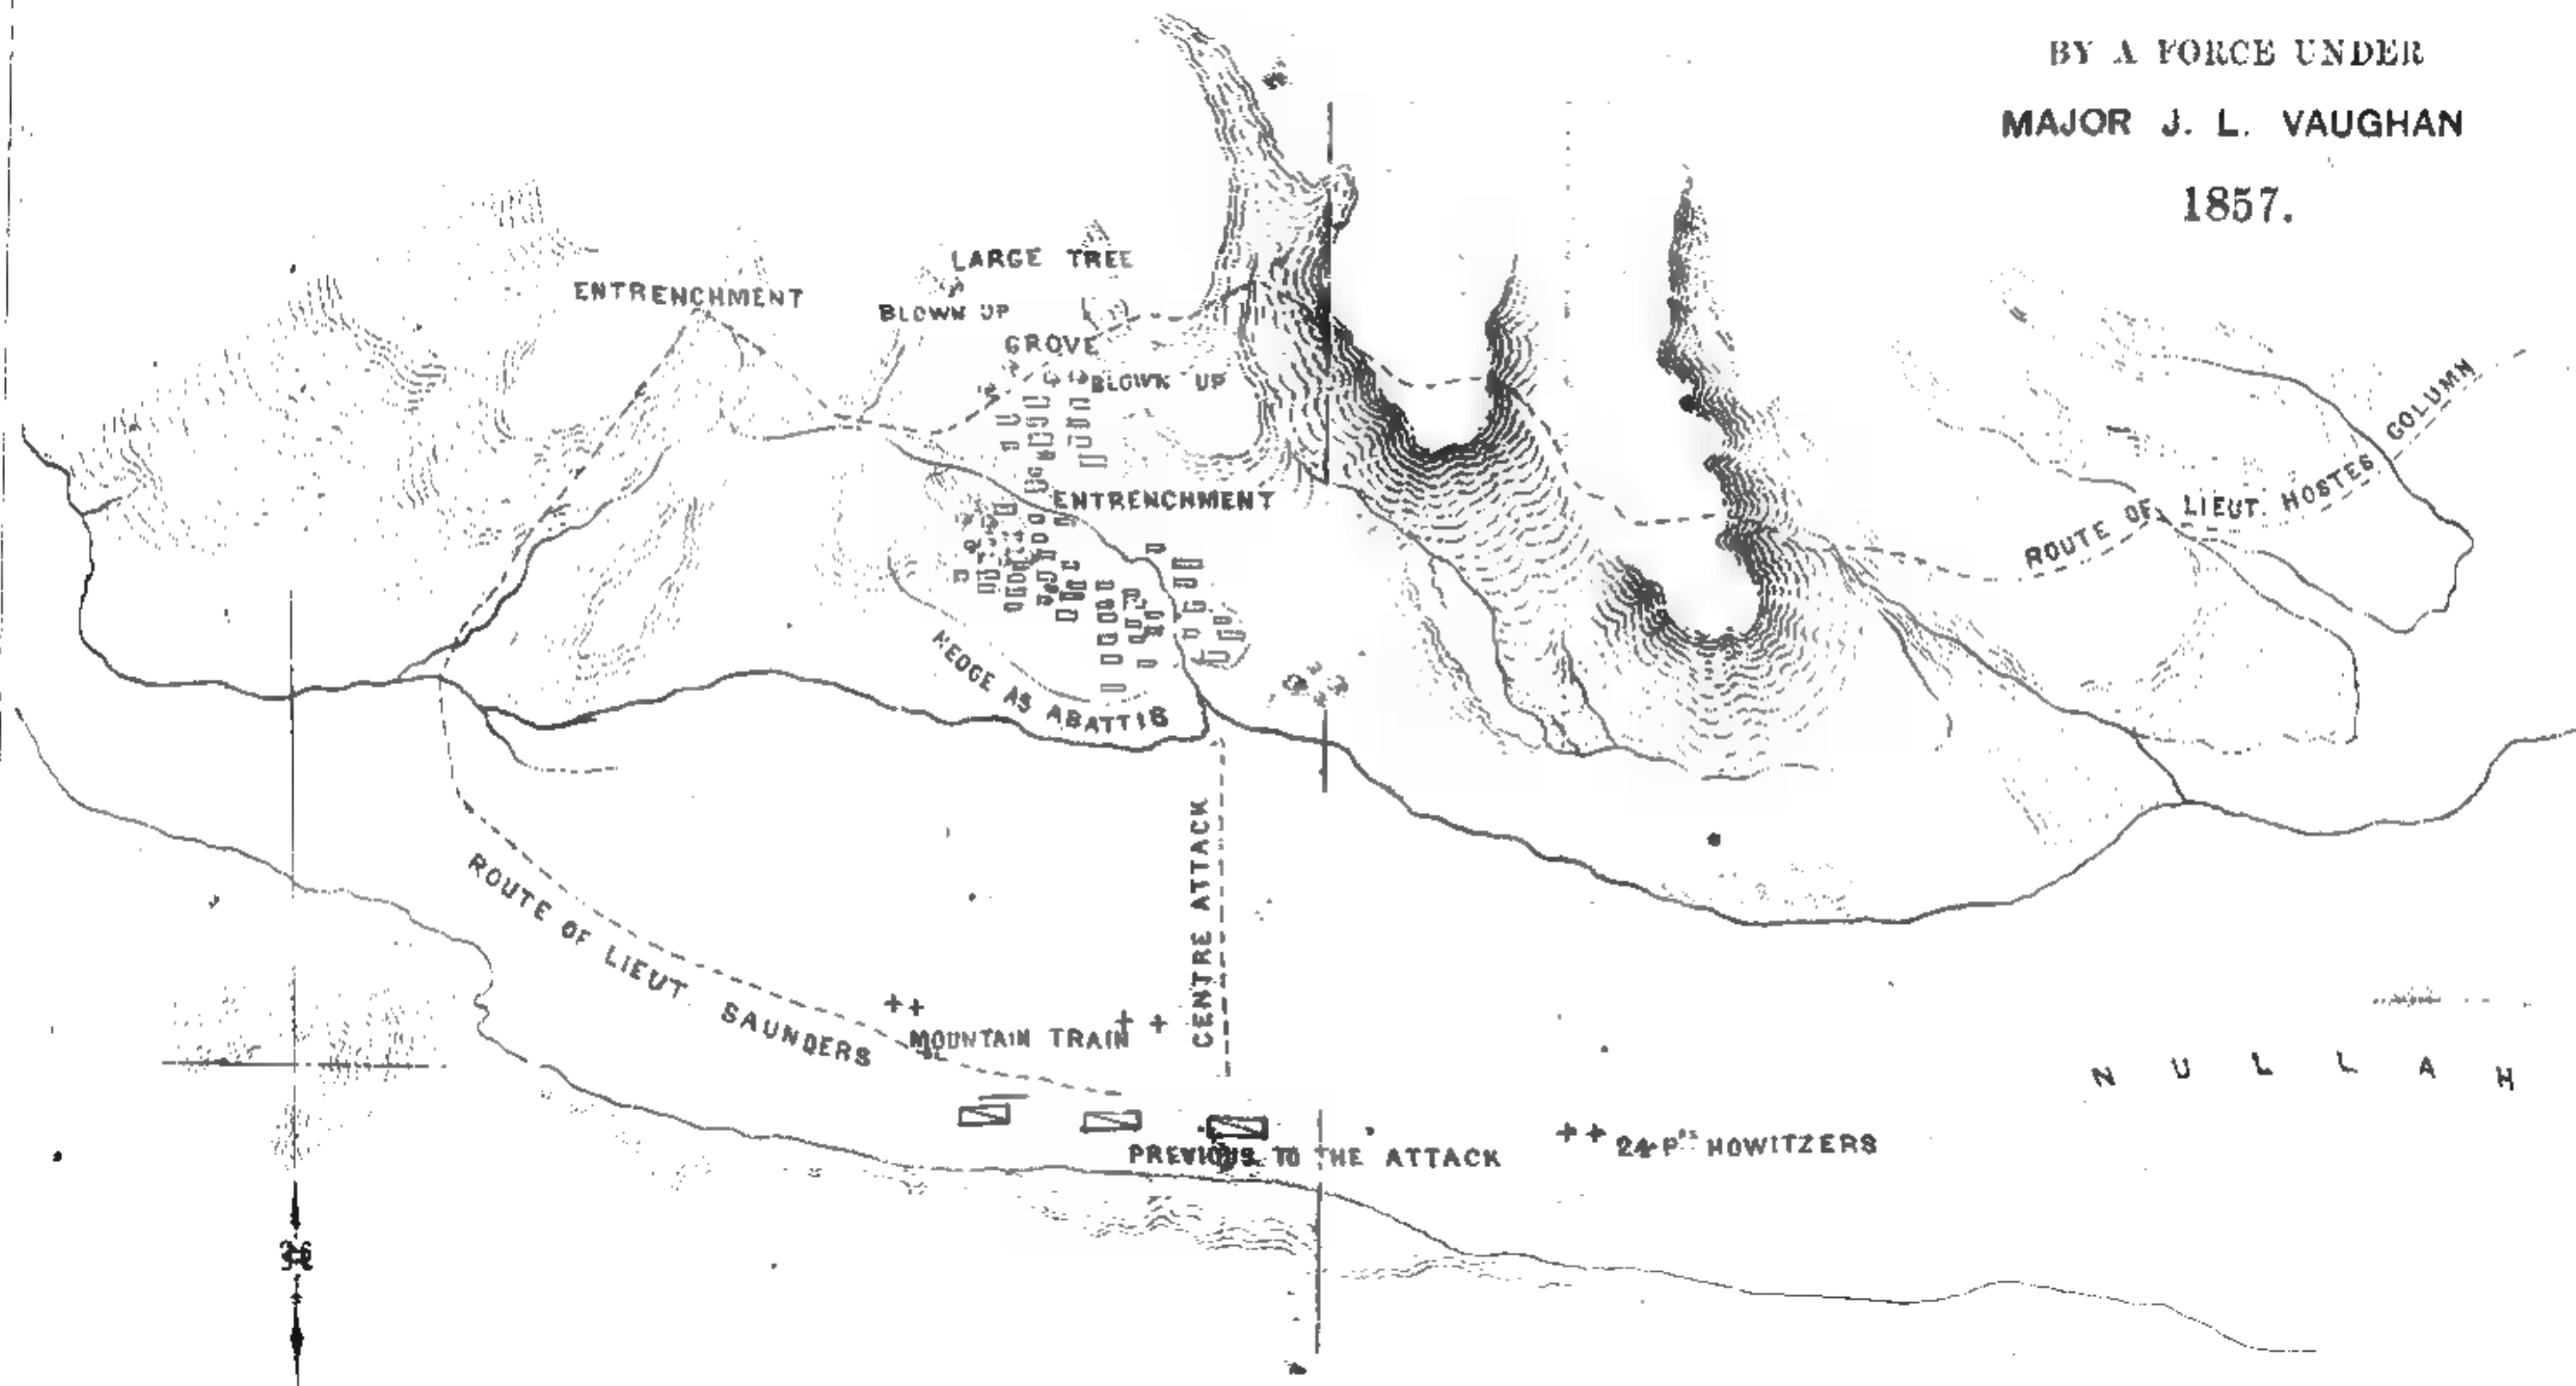 BY A FORCE UNDER
MAJOR J. L. VAUGHAN
1857.
LARGE TREE
ENTRENCHMENT
BLOWN UP
GROVE
BLOWN UP
ENTRENCHMENT
ROUTE OF LIEUT. HOSTES COLUMN
HEDGE AS ABATTIS
CENTRE ATTACK
ROUTE OF LIEUT. SAUNDERS
MOUNTAIN TRAIN
NULLAH
PREVIOUS TO THE ATTACK
24-PRS HOWITZERS